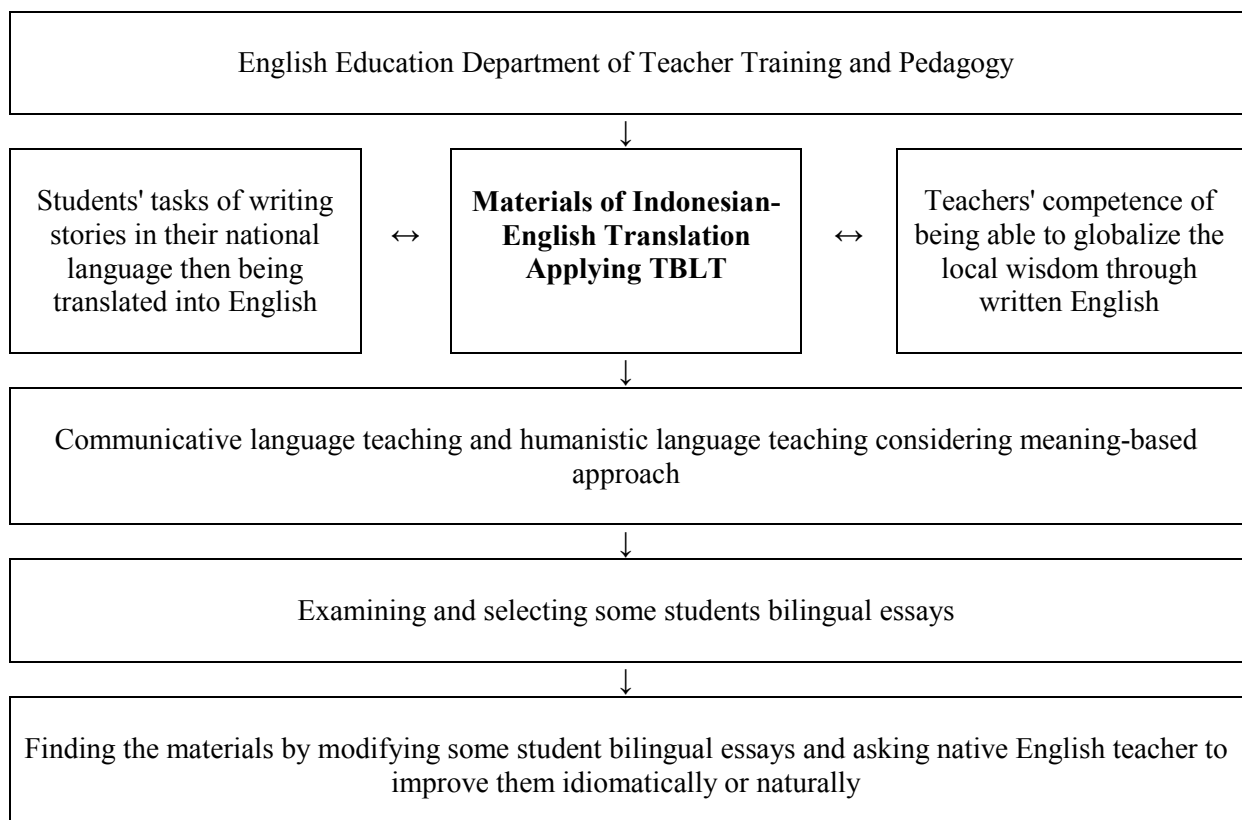 English Education Department of Teacher Training and Pedagogy
↓
Students' tasks of writing
stories in their national
language then being
translated into English
↔
Materials of Indonesian-
English Translation
Applying TBLT
↔
Teachers' competence of
being able to globalize the
local wisdom through
written English
↓
Communicative language teaching and humanistic language teaching considering meaning-based
approach
↓
Examining and selecting some students bilingual essays
↓
Finding the materials by modifying some student bilingual essays and asking native English teacher to
improve them idiomatically or naturally